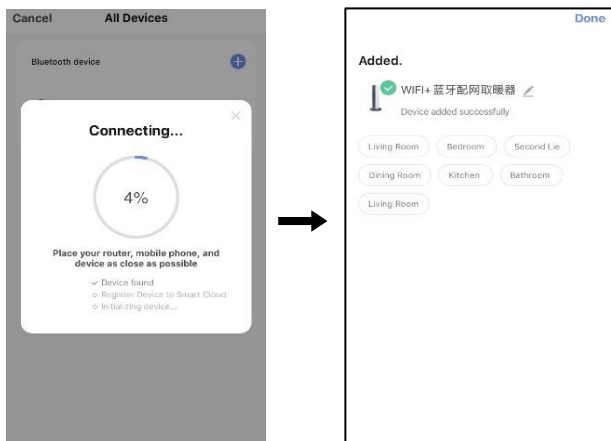 Cancel
All Devices
Bluetooth device
Connecting...
4%
Place your router, mobile phone, and
device as close as possible
Device found
Register Device to Smart Cloud
Initializing device...
Done
Added.
WIFI+蓝牙配网取暖器
Device added successfully
Living Room
Bedroom
Second Lie
Dining Room
Kitchen
Bathroom
Living Room